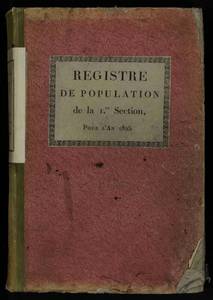 REGISTRE
DE POPULATION
de la 1.re Section,
Pour l'An